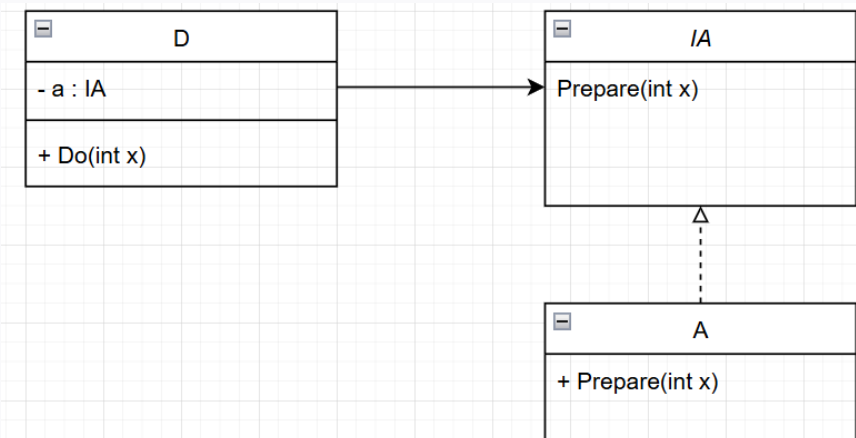 D
- a : IA
+ Do(int x)
IA
Prepare(int x)
A
+ Prepare(int x)